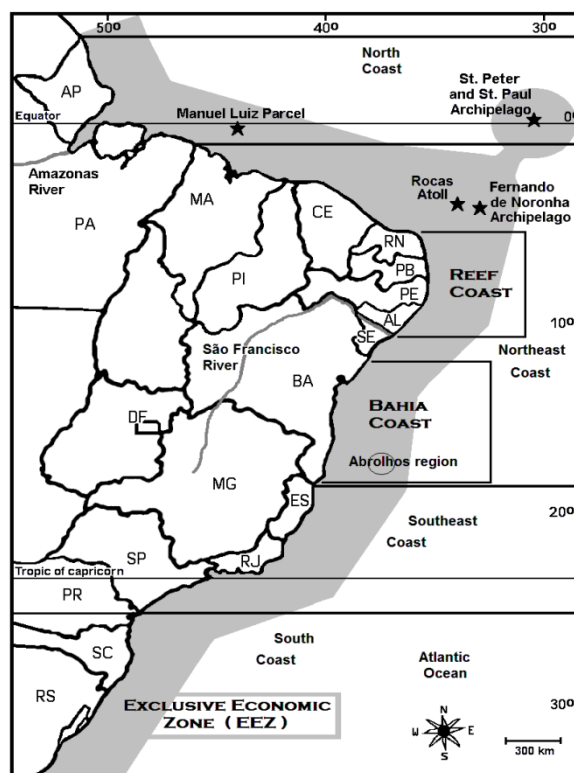 50º
40º
30º
North
Coast
St. Peter
and St. Paul
Archipelago
AP
Manuel Luiz Parcel
Equator
0º
Amazonas
River
Rocas
Atoll
Fernando
de Noronha
Archipelago
PA
MA
CE
RN
PI
PB
PE
REEF
COAST
AL
SE
10º
São Francisco
River
Northeast
Coast
BA
BAHIA
COAST
DF
Abrolhos region
MG
ES
20º
Southeast
Coast
SP
RJ
Tropic of capricorn
PR
SC
South
Coast
Atlantic
Ocean
RS
EXCLUSIVE ECONOMIC
ZONE ( EEZ )
30º
N
W
E
S
300 km